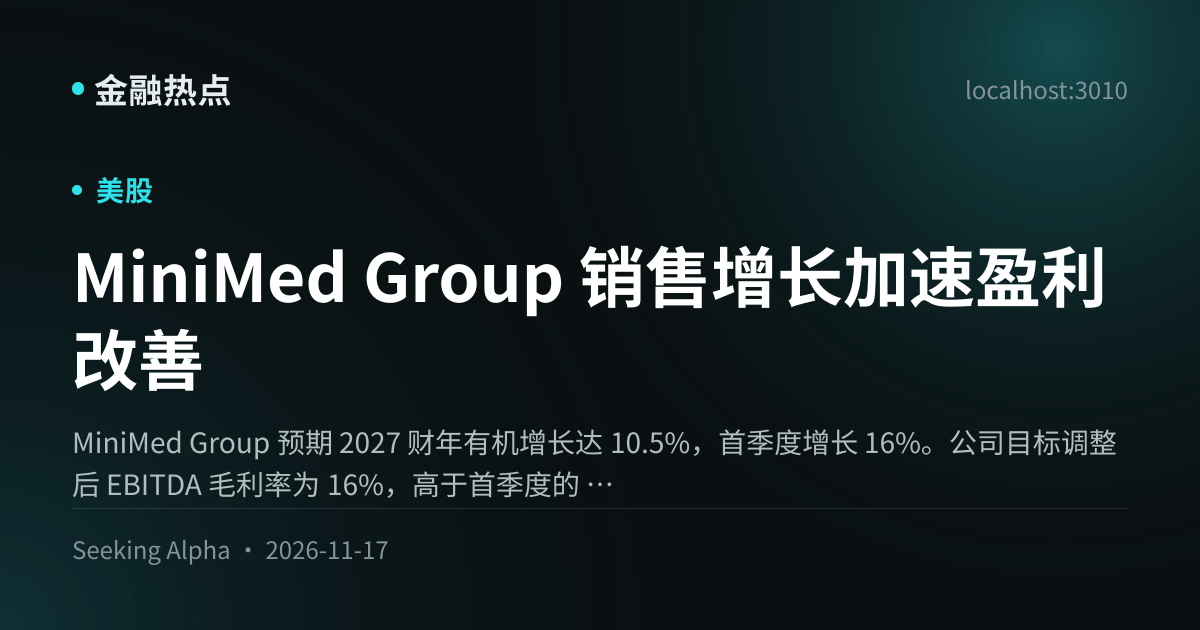 金融热点
localhost:3010
美股
MiniMed Group 销售增长加速盈利
改善
MiniMed Group 预期 2027 财年有机增长达 10.5%，首季度增长 16%。公司目标调整
后 EBITDA 毛利率为 16%，高于首季度的 …
Seeking Alpha · 2026-11-17